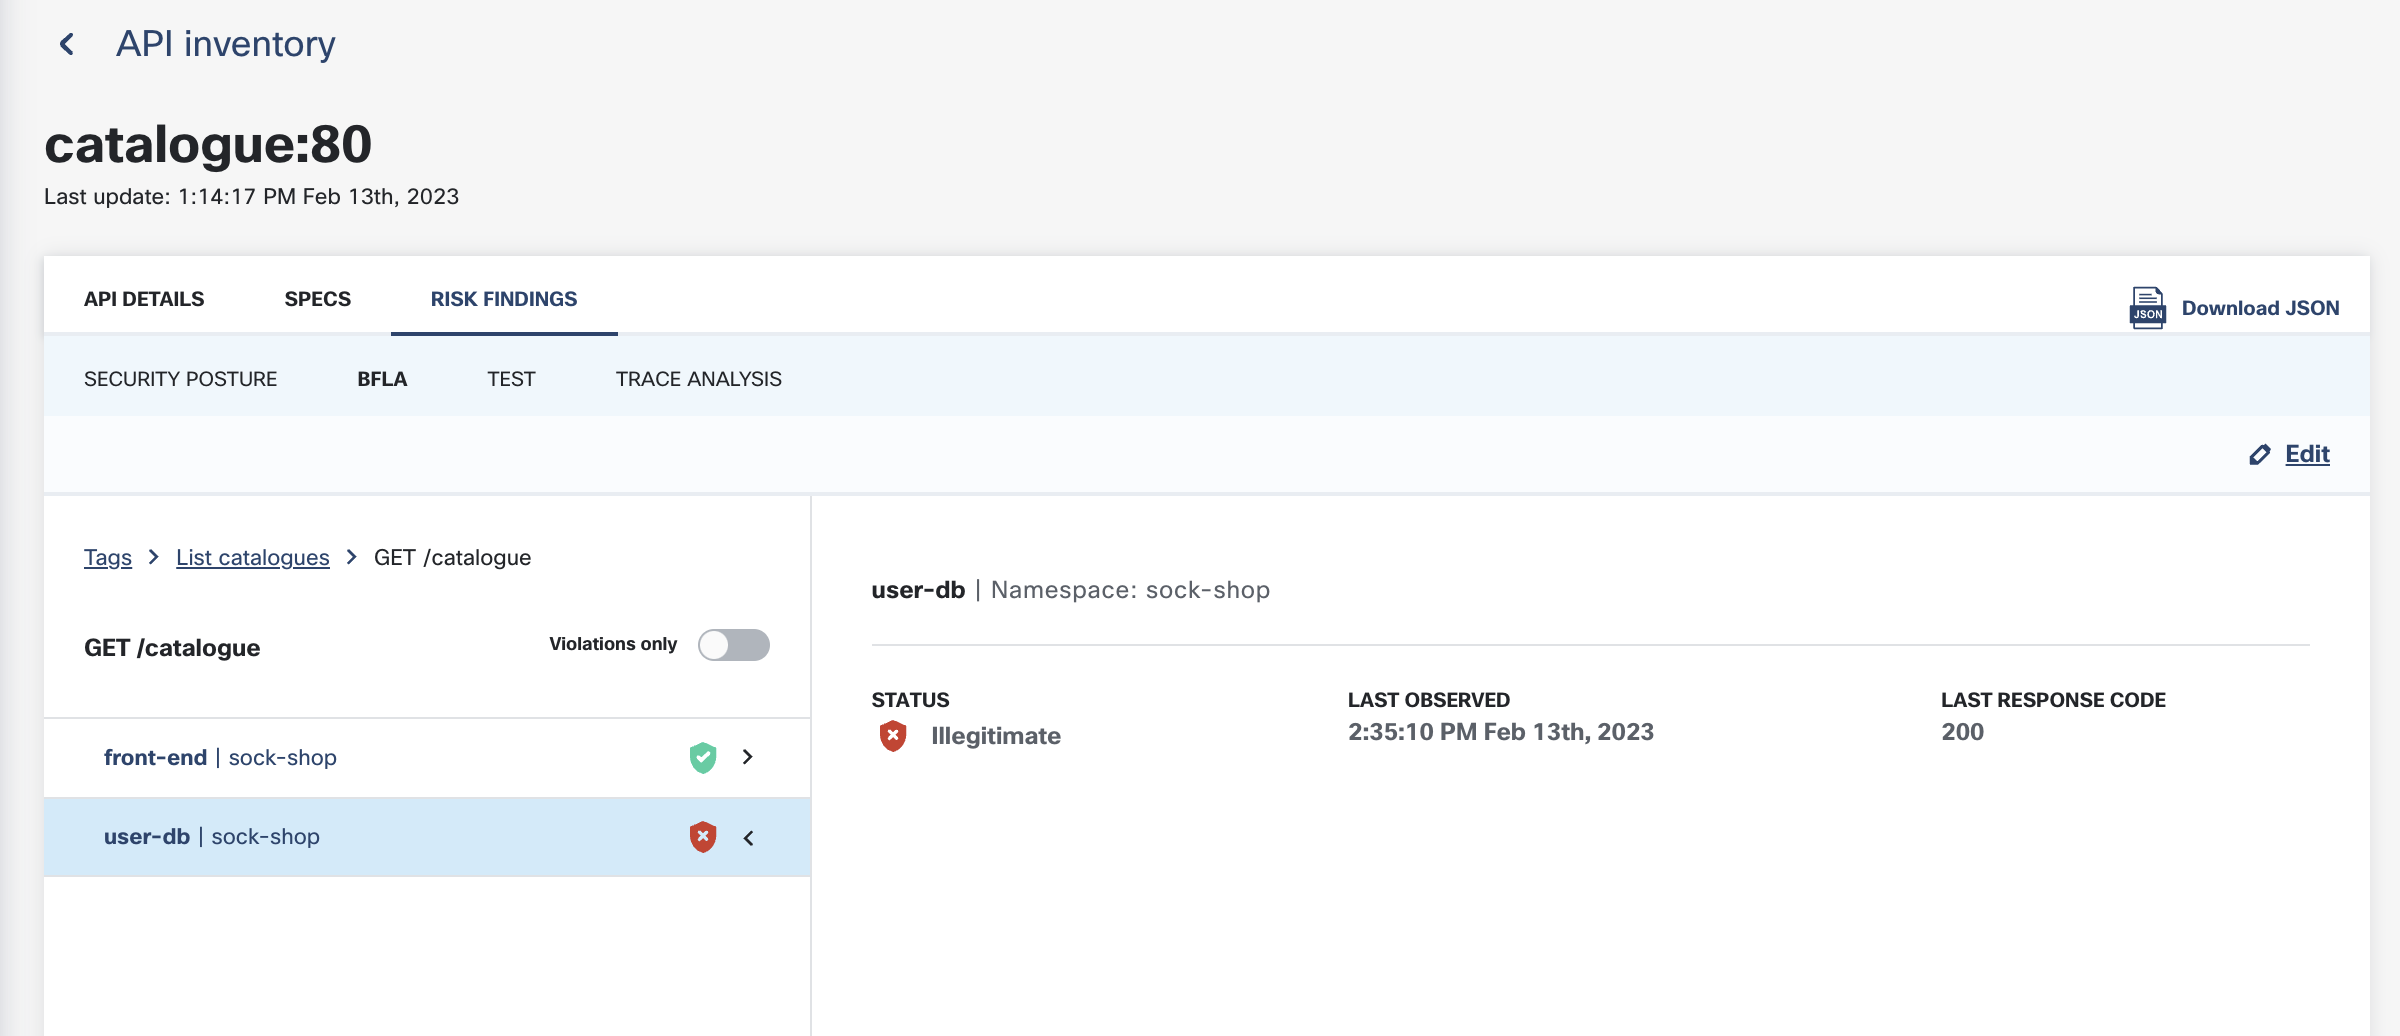 API inventory
catalogue:80
Last update: 1:14:17 PM Feb 13th, 2023
API DETAILS SPECS RISK FINDINGS JSON Download JSON
SECURITY POSTURE BFLA TEST TRACE ANALYSIS
Edit
Tags > List catalogues > GET /catalogue
GET /catalogue Violations only
front-end | sock-shop
user-db | sock-shop
user-db | Namespace: sock-shop
STATUS LAST OBSERVED LAST RESPONSE CODE
Illegitimate 2:35:10 PM Feb 13th, 2023 200